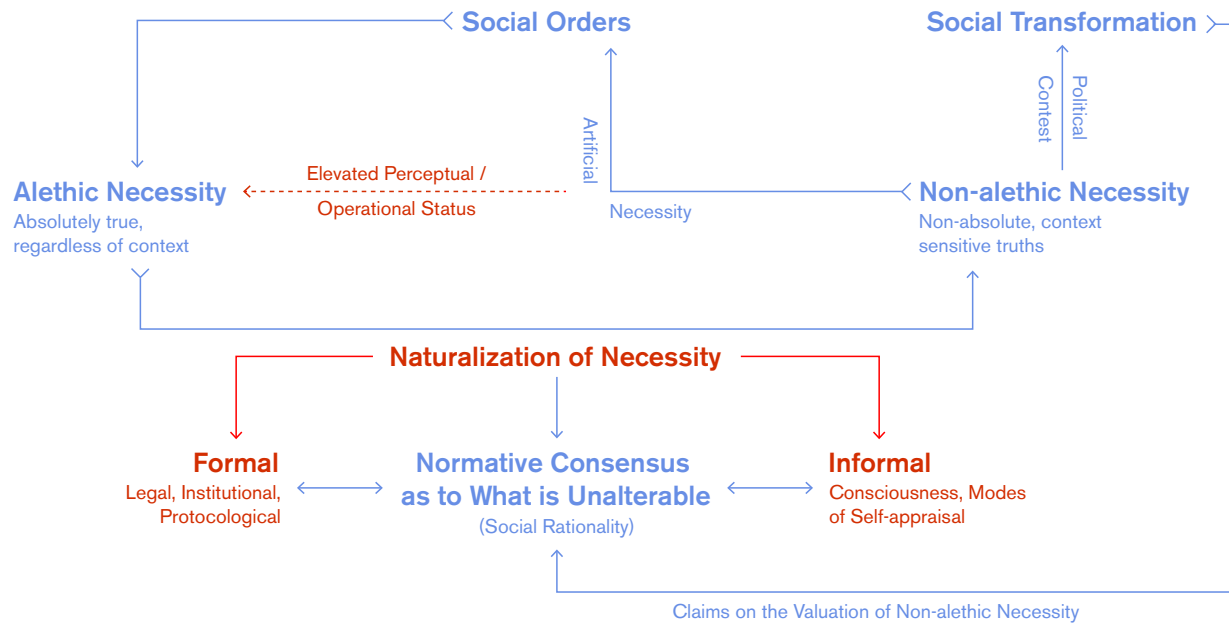 Social Orders
Social Transformation
Artificial
Political
Contest
Elevated Perceptual /
Operational Status
Alethic Necessity
Absolutely true,
regardless of context
Necessity
Non-alethic Necessity
Non-absolute, context
sensitive truths
Naturalization of Necessity
Formal
Legal, Institutional,
Protocological
Normative Consensus
as to What is Unalterable
(Social Rationality)
Informal
Consciousness, Modes
of Self-appraisal
Claims on the Valuation of Non-alethic Necessity